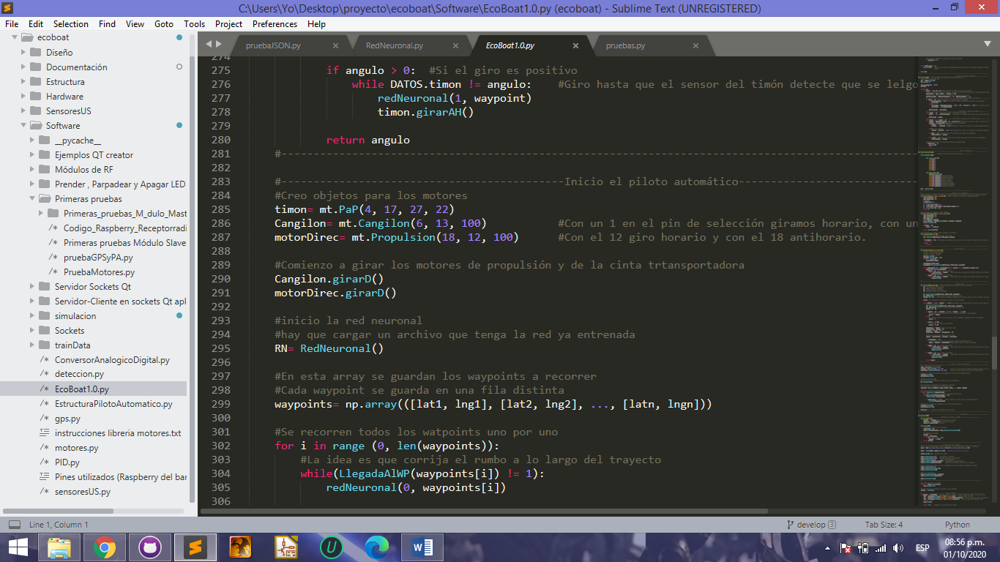 C:\Users\Yo\Desktop\proyecto\ecoboat\Software\EcoBoat1.0.py (ecoboat) - Sublime Text (UNREGISTERED)
File Edit Selection Find View Goto Tools Project Preferences Help
ecoboat
Diseño
Documentación
Estructura
Hardware
SensoresUS
Software
__pycache__
Ejemplos QT creator
Módulos de RF
Prender , Parpadear y Apagar LED
Primeras pruebas
Primeras_pruebas_M_dulo_Mast
Codigo_Raspberry_Receptorradi
Primeras pruebas Módulo Slave
pruebaGPSyPA.py
PruebaMotores.py
Servidor Sockets Qt
Servidor-Cliente en sockets Qt apl
simulacion
Sockets
trainData
ConversorAnalogicoDigital.py
deteccion.py
EcoBoat1.0.py
EstructuraPilotoAutomatico.py
gps.py
instrucciones libreria motores.txt
motores.py
PID.py
Pines utilizados (Raspberry del bar
sensoresUS.py
pruebaJSON.py RedNeuronal.py EcoBoat1.0.py pruebas.py
274
275 if angulo > 0: #Si el giro es positivo
276 while DATOS.timon != angulo: #Giro hasta que el sensor del timón detecte que se lelgo
277 redNeuronal(1, waypoint)
278 timon.girarAH()
279
280 return angulo
281 #---------------------------------------------------------------------------------------------------
282
283 #--------------------------------------------Inicio el piloto automático----------------------------
284 #Creo objetos para los motores
285 timon= mt.PaP(4, 17, 27, 22)
286 Cangilon= mt.Cangilon(6, 13, 100) #Con un 1 en el pin de selección giramos horario, con un
287 motorDirec= mt.Propulsion(18, 12, 100) #Con el 12 giro horario y con el 18 antihorario.
288
289 #Comienzo a girar los motores de propulsión y de la cinta trtansportadora
290 Cangilon.girarD()
291 motorDirec.girarD()
292
293 #inicio la red neuronal
294 #hay que cargar un archivo que tenga la red ya entrenada
295 RN= RedNeuronal()
296
297 #En esta array se guardan los waypoints a recorrer
298 #Cada waypoint se guarda en una fila distinta
299 waypoints= np.array(([lat1, lng1], [lat2, lng2], ..., [latn, lngn]))
300
301 #Se recorren todos los watpoints uno por uno
302 for i in range (0, len(waypoints)):
303 #La idea es que corrija el rumbo a lo largo del trayecto
304 while(LlegadaAlWP(waypoints[i]) != 1):
305 redNeuronal(0, waypoints[i])
306
Line 1, Column 1 develop 3 Tab Size: 4 Python
ESP 08:56 p.m.
01/10/2020